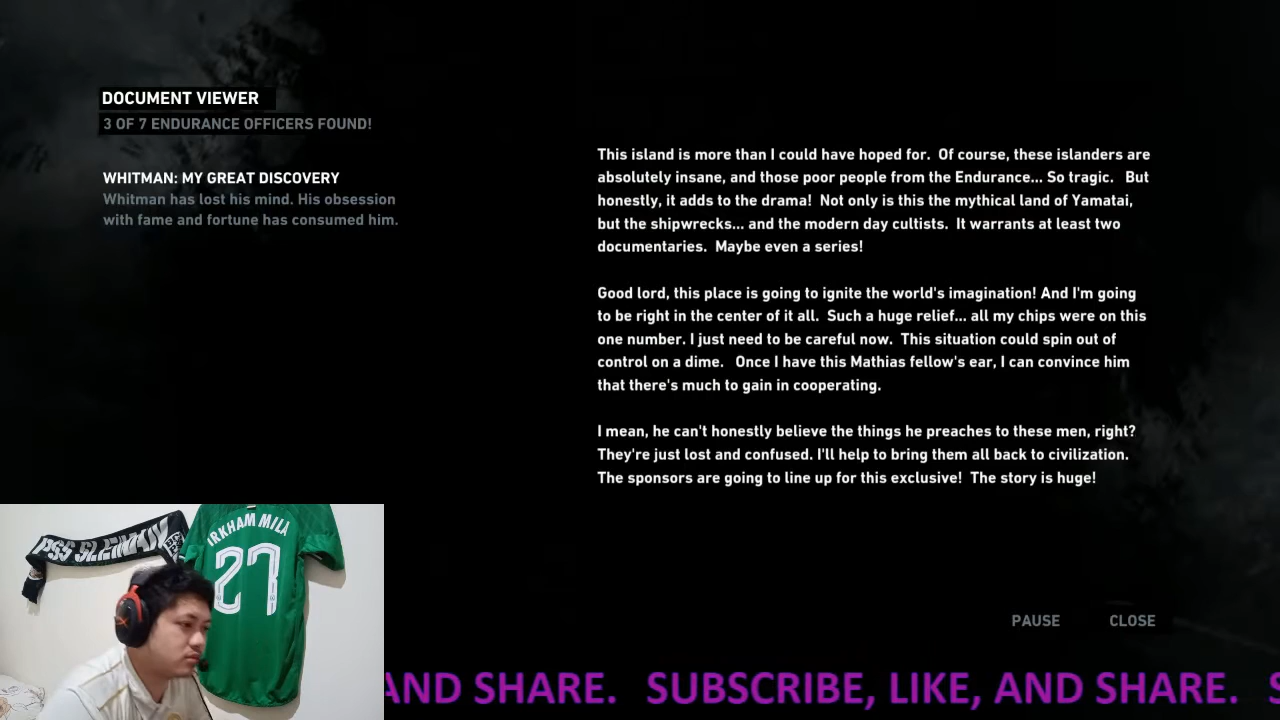 DOCUMENT VIEWER
3 OF 7 ENDURANCE OFFICERS FOUND!
WHITMAN: MY GREAT DISCOVERY
Whitman has lost his mind. His obsession
with fame and fortune has consumed him.
This island is more than I could have hoped for. Of course, these islanders are
absolutely insane, and those poor people from the Endurance... So tragic. But
honestly, it adds to the drama! Not only is this the mythical land of Yamatai,
but the shipwrecks... and the modern day cultists. It warrants at least two
documentaries. Maybe even a series!
Good lord, this place is going to ignite the world's imagination! And I'm going
to be right in the center of it all. Such a huge relief... all my chips were on this
one number. I just need to be careful now. This situation could spin out of
control on a dime. Once I have this Mathias fellow's ear, I can convince him
that there's much to gain in cooperating.
I mean, he can't honestly believe the things he preaches to these men, right?
They're just lost and confused. I'll help to bring them all back to civilization.
The sponsors are going to line up for this exclusive! The story is huge!
PSS SLEMAN
IRKHAM MILA
27
PAUSE CLOSE
AND SHARE. SUBSCRIBE, LIKE, AND SHARE. S